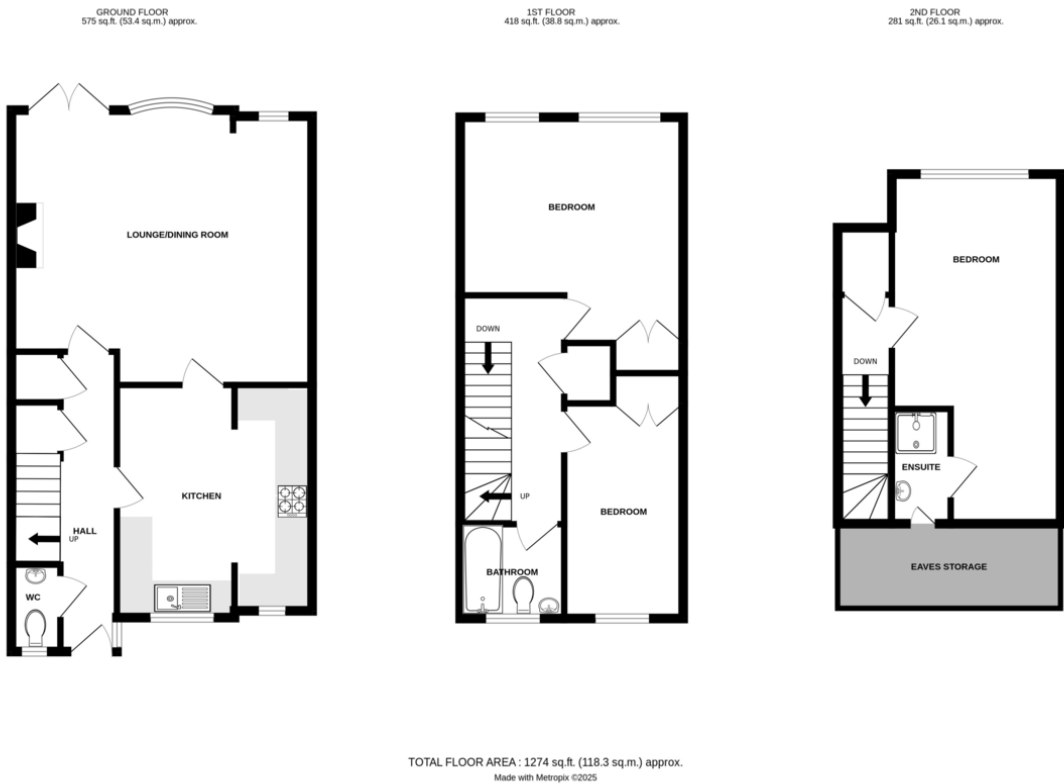 GROUND FLOOR
575 sq.ft. (53.4 sq.m.) approx.
1ST FLOOR
418 sq.ft. (38.8 sq.m.) approx.
2ND FLOOR
281 sq.ft. (26.1 sq.m.) approx.
LOUNGE/DINING ROOM
KITCHEN
HALL
UP
WC
BEDROOM
DOWN
UP
BEDROOM
BATHROOM
BEDROOM
DOWN
ENSUITE
EAVES STORAGE
TOTAL FLOOR AREA : 1274 sq.ft. (118.3 sq.m.) approx.
Made with Metropix ©2025